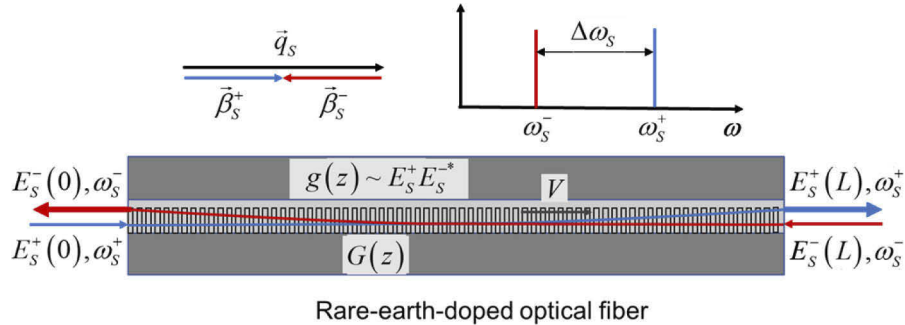 q⃗_S
β⃗_S^+ β⃗_S^-
Δω_S
ω_S^- ω_S^+ ω
E_S^-(0), ω_S^-
g(z) ~ E_S^+ E_S^{-*}
V
E_S^+(L), ω_S^+
E_S^+(0), ω_S^+
G(z)
E_S^-(L), ω_S^-
Rare-earth-doped optical fiber